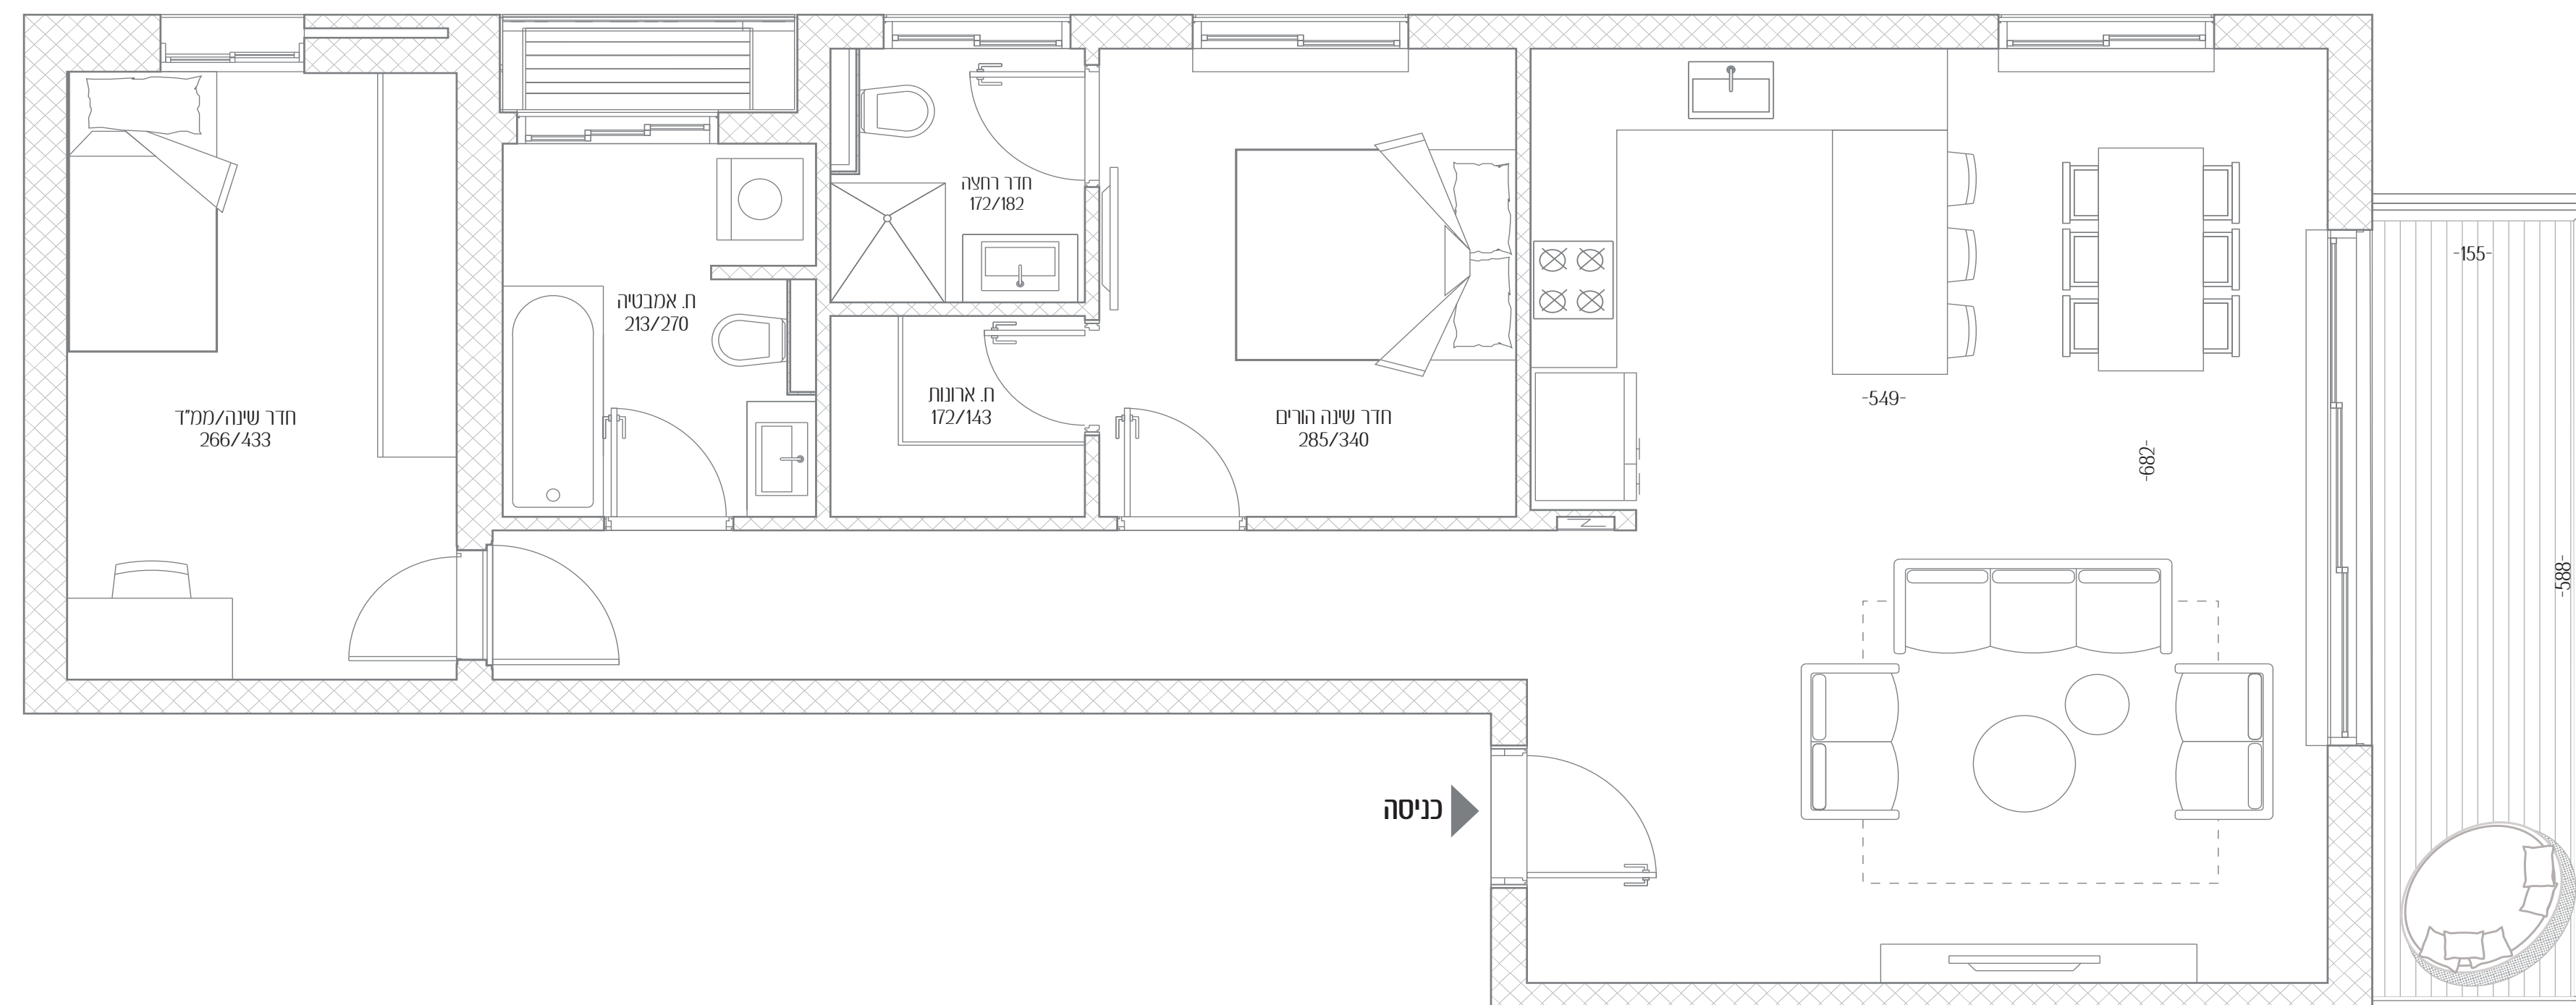 חדר רחצה
172/182
-155-
ח. אמבטיה
213/270
ח. ארונות
172/143
-549-
חדר שינה/ממ"ד
266/433
חדר שינה הורים
285/340
-682-
-588-
כניסה